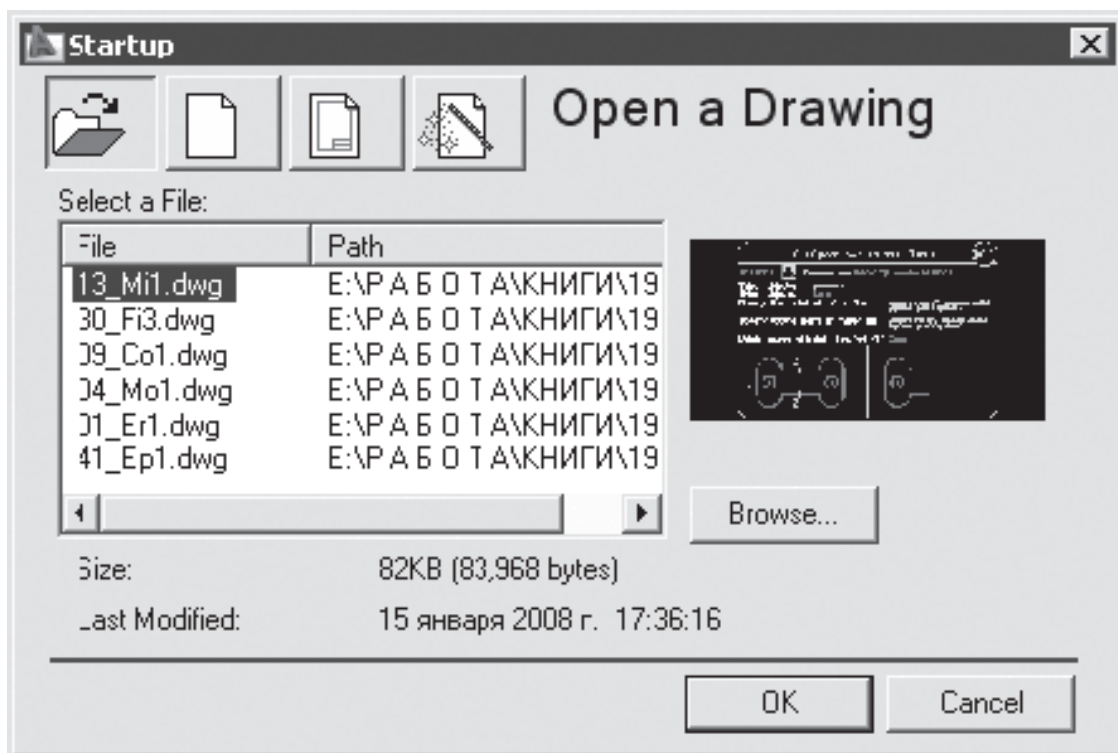 Startup
Open a Drawing
Select a File:
File Path
13_Mi1.dwg E:\Р А Б О Т А\КНИГИ\19
30_Fi3.dwg E:\Р А Б О Т А\КНИГИ\19
09_Co1.dwg E:\Р А Б О Т А\КНИГИ\19
04_Mo1.dwg E:\Р А Б О Т А\КНИГИ\19
01_Er1.dwg E:\Р А Б О Т А\КНИГИ\19
41_Ep1.dwg E:\Р А Б О Т А\КНИГИ\19
Browse...
Size: 82KB (83,968 bytes)
Last Modified: 15 января 2008 г. 17:36:16
OK Cancel